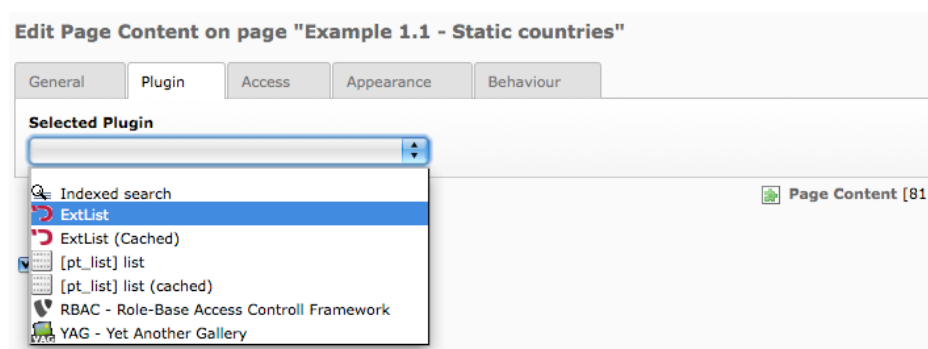 Edit Page Content on page "Example 1.1 - Static countries"
General Plugin Access Appearance Behaviour
Selected Plugin
Indexed search
Page Content [81
ExtList
ExtList (Cached)
[pt_list] list
[pt_list] list (cached)
RBAC - Role-Base Access Controll Framework
YAG - Yet Another Gallery